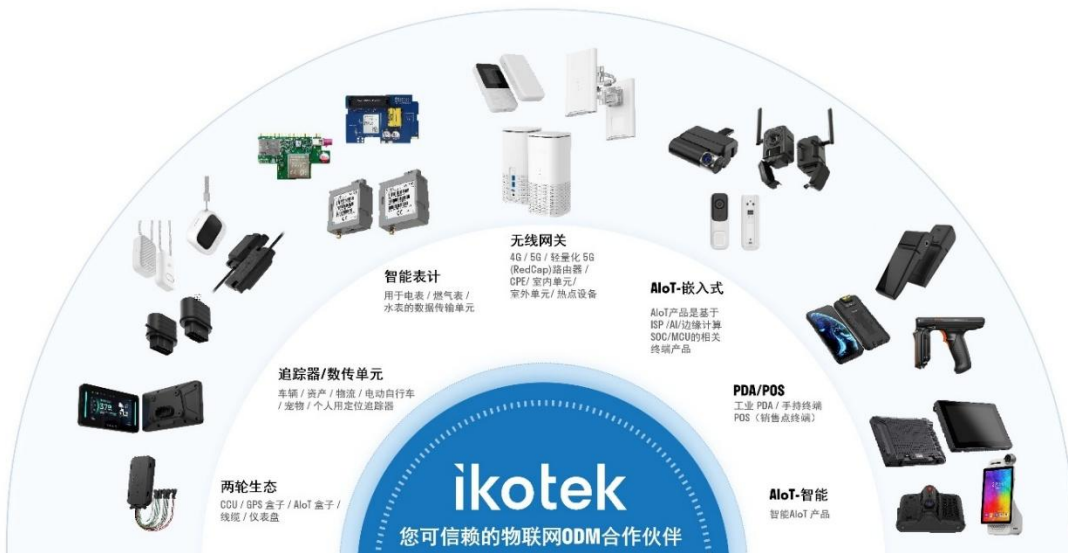 无线网关
4G / 5G / 轻量化 5G
(RedCap)路由器 /
CPE/ 室内单元/
室外单元/ 热点设备
智能表计
用于电表 / 燃气表 /
水表的数据传输单元
AIoT-嵌入式
AIoT产品是基于
ISP /AI/边缘计算
SOC/MCU的相关
终端产品
追踪器/数传单元
车辆 / 资产 / 物流 / 电动自行车
/ 宠物 / 个人用定位追踪器
PDA/POS
工业 PDA / 手持终端
POS（销售点终端）
两轮生态
CCU / GPS 盒子 / AIoT 盒子 /
线缆 / 仪表盘
AIoT-智能
智能AIoT 产品
ikotek
您可信赖的物联网ODM合作伙伴